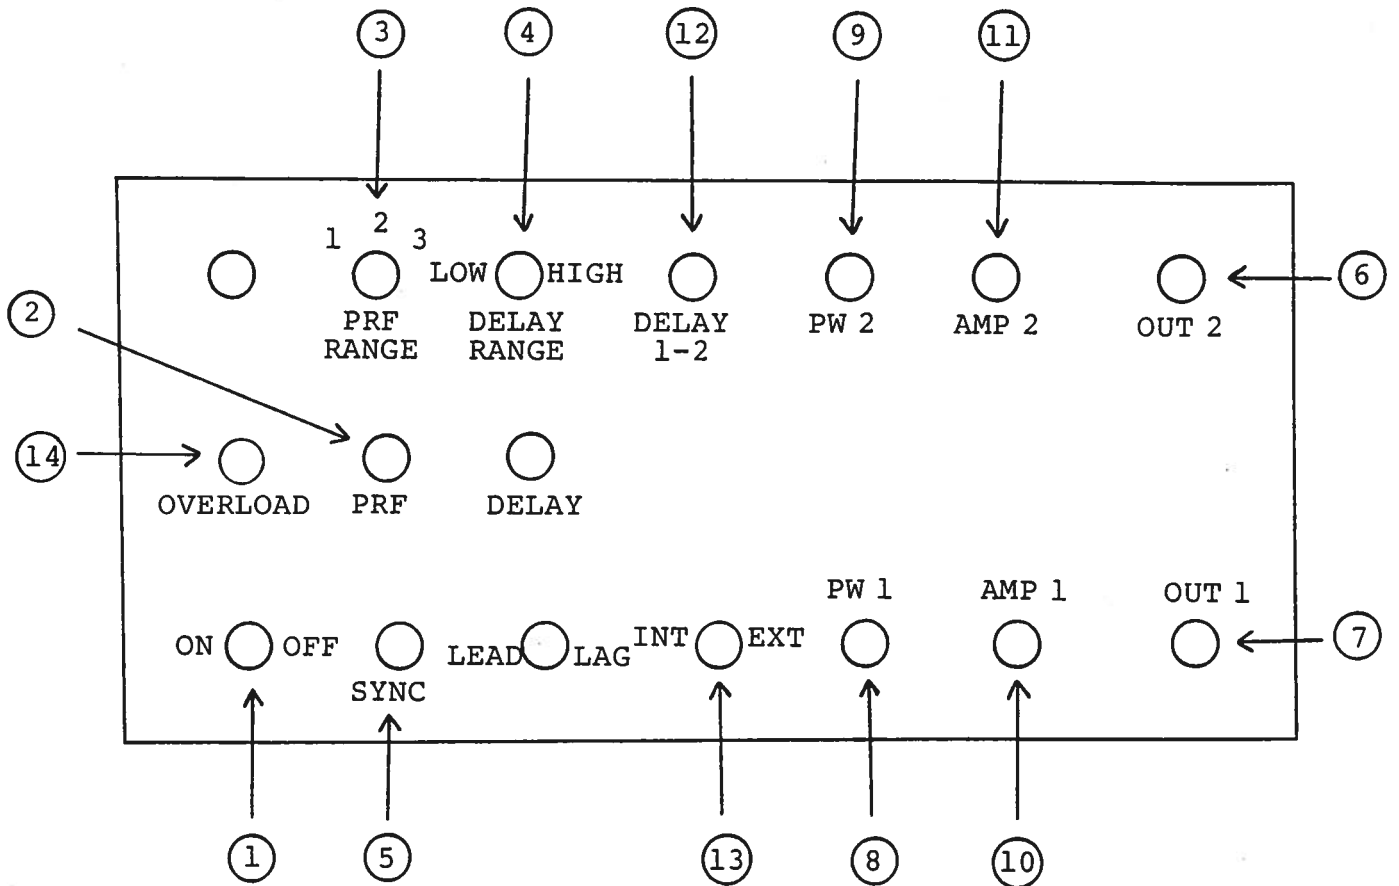 3 4 12 9 11
2
1 3
LOW HIGH
6
2
PRF DELAY DELAY PW 2 AMP 2 OUT 2
RANGE RANGE 1-2
14
OVERLOAD PRF DELAY
PW 1 AMP 1 OUT 1
ON OFF LEAD LAG INT EXT
7
SYNC
1 5 13 8 10